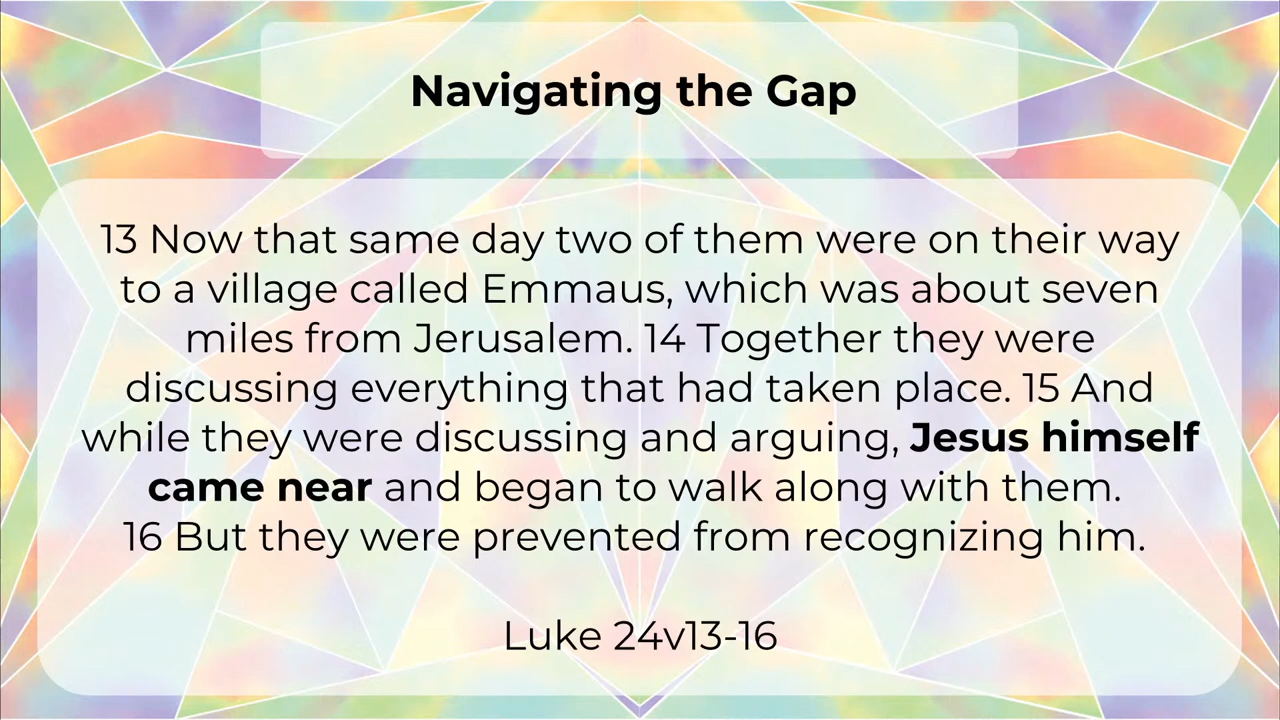 Navigating the Gap
13 Now that same day two of them were on their way
to a village called Emmaus, which was about seven
miles from Jerusalem. 14 Together they were
discussing everything that had taken place. 15 And
while they were discussing and arguing, Jesus himself
came near and began to walk along with them.
16 But they were prevented from recognizing him.
Luke 24v13-16